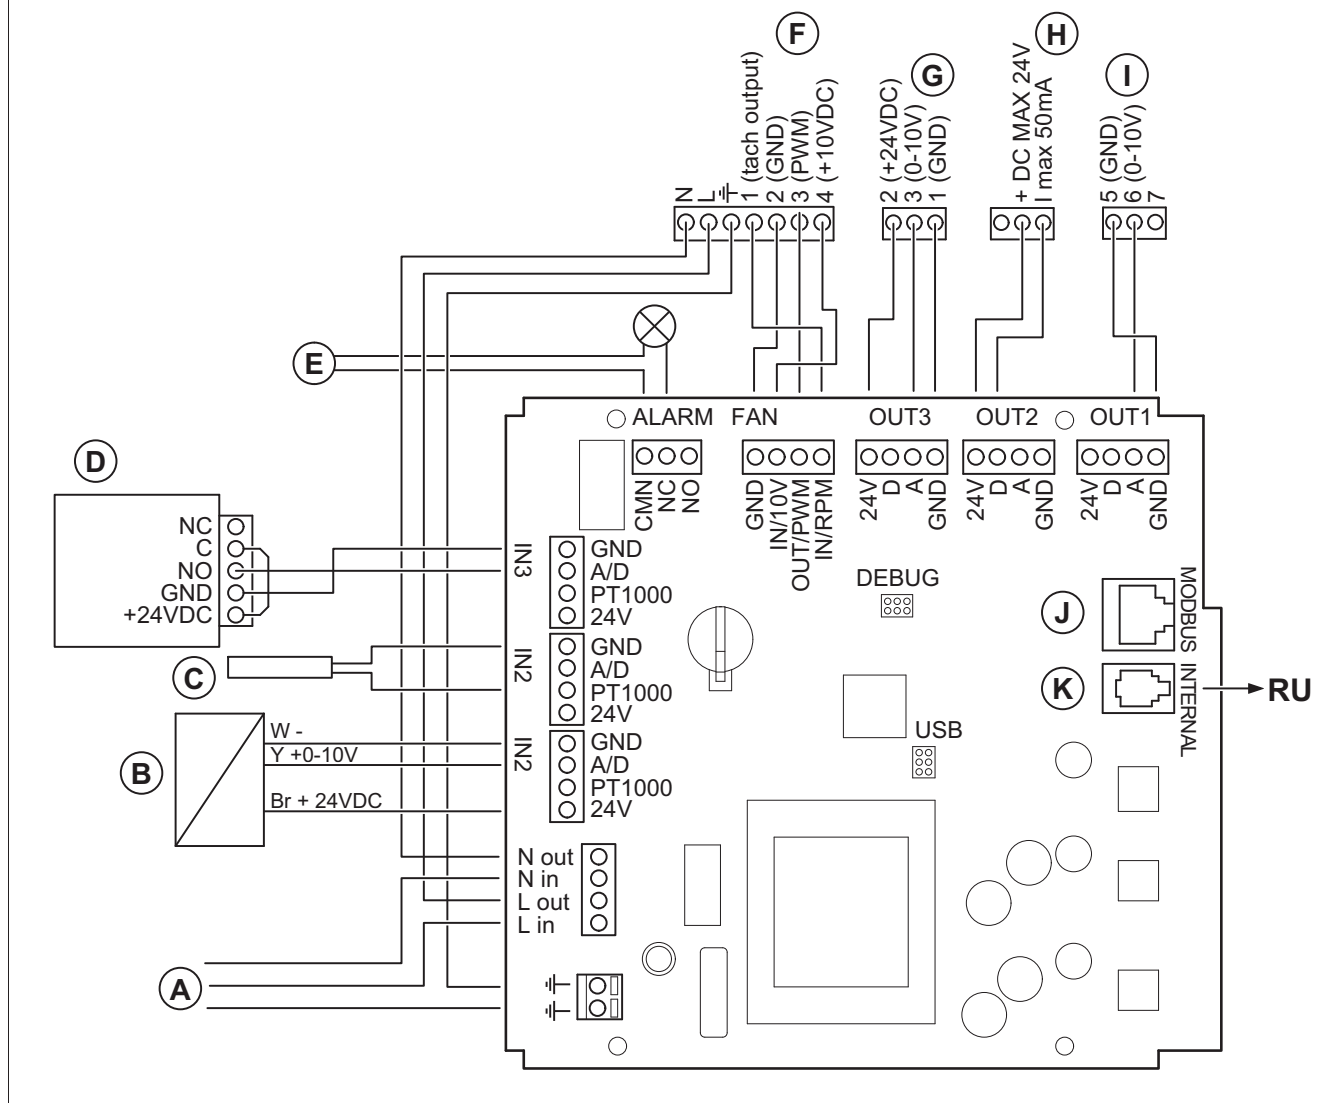 F
H
G
I
N
L
1 (tach output)
2 (GND)
3 (PWM)
4 (+10VDC)
2 (+24VDC)
3 (0-10V)
1 (GND)
+ DC MAX 24V
I max 50mA
5 (GND)
6 (0-10V)
7
E
ALARM
FAN
OUT3
OUT2
OUT1
CMN
NC
NO
GND
IN/10V
OUT/PWM
IN/RPM
24V
D
A
GND
24V
D
A
GND
24V
D
A
GND
D
NC
C
NO
GND
+24VDC
IN3
GND
A/D
PT1000
24V
DEBUG
J
MODBUS
C
IN2
GND
A/D
PT1000
24V
K
INTERNAL
RU
USB
B
W -
Y +0-10V
Br + 24VDC
IN2
GND
A/D
PT1000
24V
N out
N in
L out
L in
A